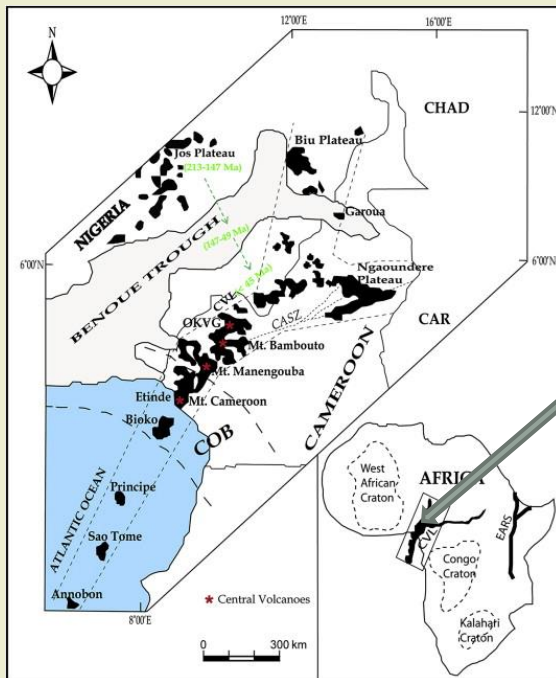 12°00'E
16°00'E
N
CHAD
12°00'N
Biu Plateau
Jos Plateau
(213-147 Ma)
NIGERIA
Garoua
BENOUE TROUGH
(147-49 Ma)
6°00'N
6°00'N
Ngaoundere
Plateau
CVL
OKVG
CASZ
CAR
Mt. Bambouto
Mt. Manengouba
CAMEROON
Etinde
Mt. Cameroon
Bioko
COB
ATLANTIC OCEAN
Principe
Sao Tome
Annobon
8°00'E
* Central Volcanoes
0
300 km
West
African
Craton
AFRICA
CVL
EARS
Congo
Craton
Kalahari
Craton